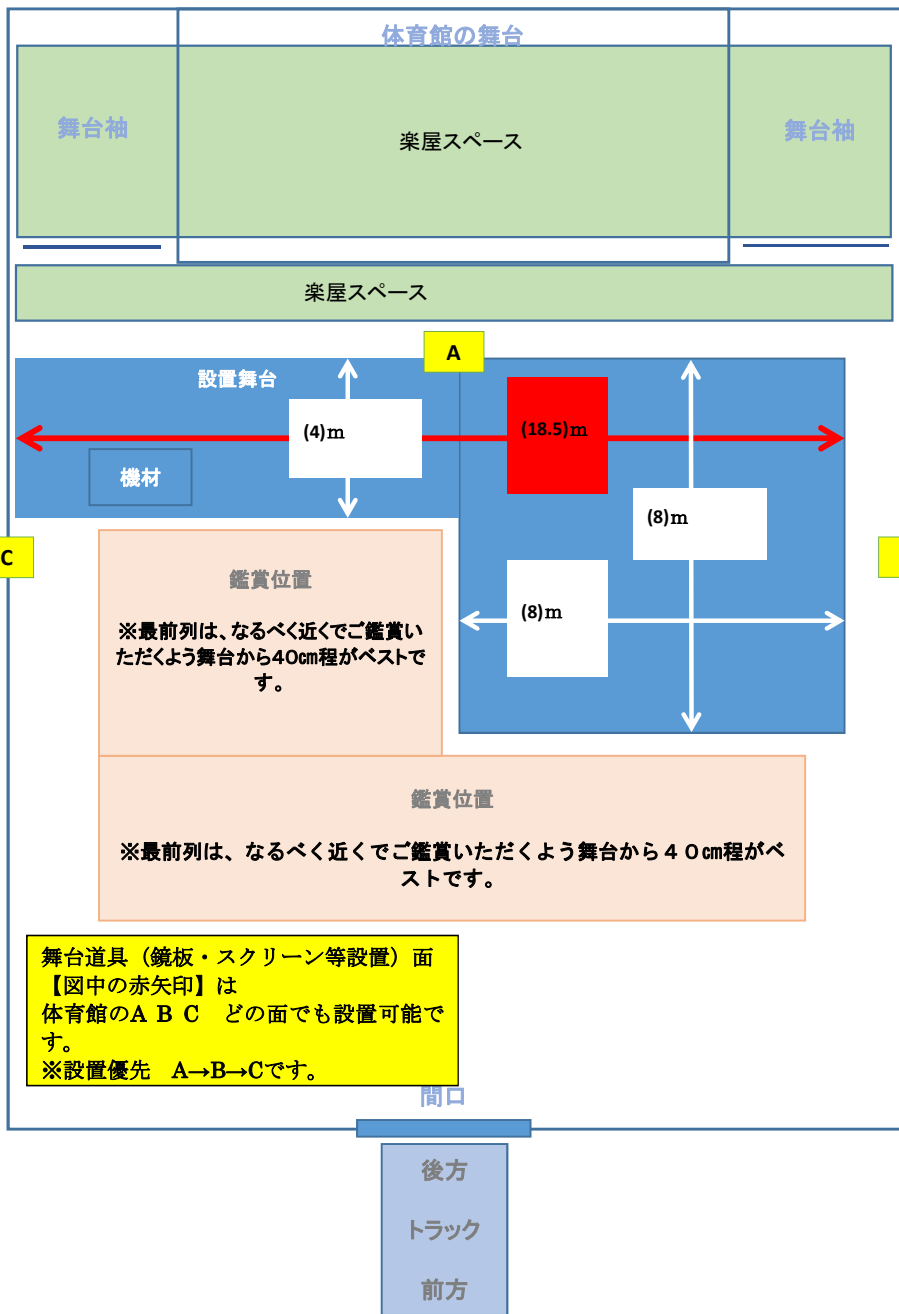 体育館の舞台
舞台袖
楽屋スペース
舞台袖
楽屋スペース
A
設置舞台
(4)m
(18.5)m
機材
(8)m
C
鑑賞位置
(8)m
※最前列は、なるべく近くでご鑑賞い
ただくよう舞台から40㎝程がベストで
す。
鑑賞位置
※最前列は、なるべく近くでご鑑賞いただくよう舞台から４０㎝程がベ
ストです。
舞台道具（鏡板・スクリーン等設置）面
【図中の赤矢印】は
体育館のA B C　どの面でも設置可能で
す。
※設置優先　A→B→Cです。
間口
後方
トラック
前方